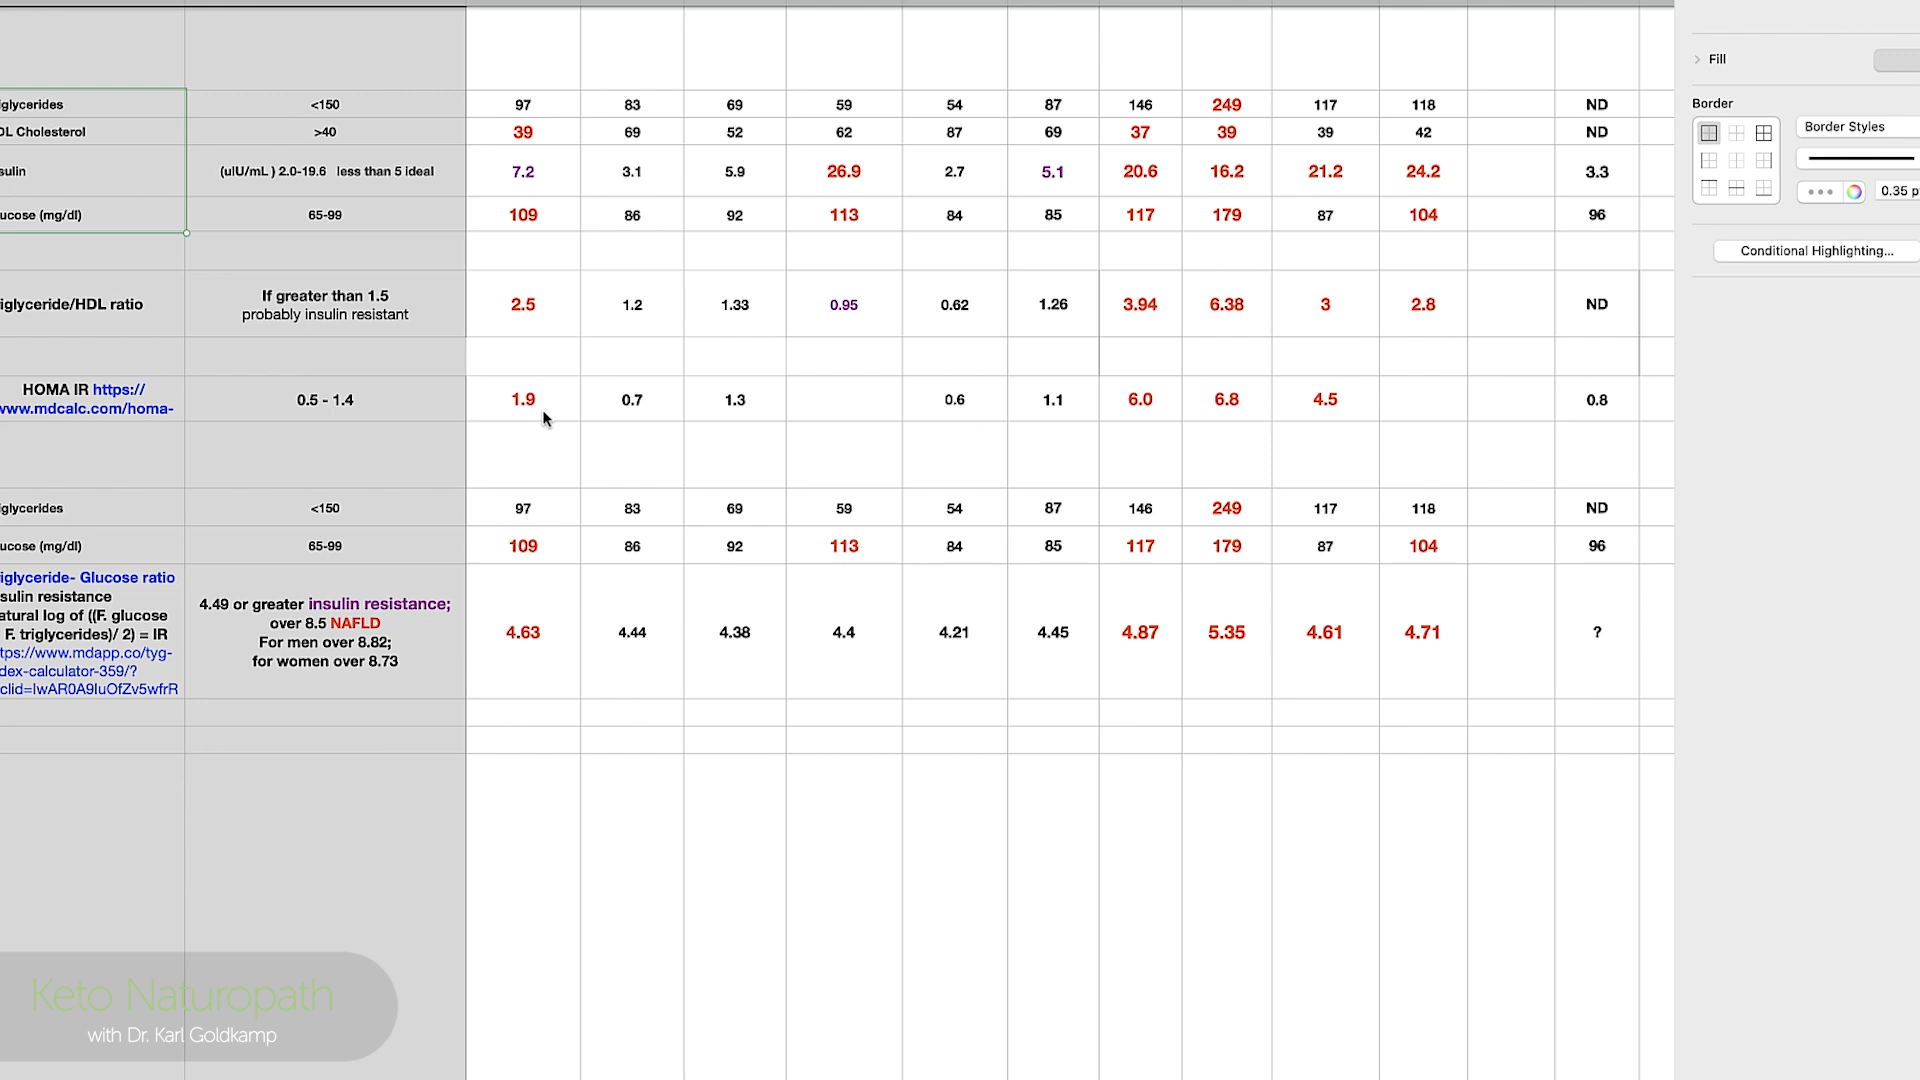 Fill
Border
iglycerides <150 97 83 69 59 54 87 146 249 117 118 ND
Border Styles
DL Cholesterol >40 39 69 52 62 87 69 37 39 39 42 ND
sulin (uIU/mL ) 2.0-19.6 less than 5 ideal 7.2 3.1 5.9 26.9 2.7 5.1 20.6 16.2 21.2 24.2 3.3
0.35 p
ucose (mg/dl) 65-99 109 86 92 113 84 85 117 179 87 104 96
Conditional Highlighting...
iglyceride/HDL ratio If greater than 1.5
probably insulin resistant
2.5 1.2 1.33 0.95 0.62 1.26 3.94 6.38 3 2.8 ND
HOMA IR https://
www.mdcalc.com/homa-
0.5 - 1.4 1.9 0.7 1.3 0.6 1.1 6.0 6.8 4.5 0.8
iglycerides <150 97 83 69 59 54 87 146 249 117 118 ND
ucose (mg/dl) 65-99 109 86 92 113 84 85 117 179 87 104 96
iglyceride- Glucose ratio
sulin resistance
atural log of ((F. glucose
F. triglycerides)/ 2) = IR
tps://www.mdapp.co/tyg-
dex-calculator-359/?
clid=IwAR0A9IuOfZv5wfrR
4.49 or greater insulin resistance;
over 8.5 NAFLD
For men over 8.82;
for women over 8.73
4.63 4.44 4.38 4.4 4.21 4.45 4.87 5.35 4.61 4.71 ?
Keto Naturopath
with Dr. Karl Goldkamp